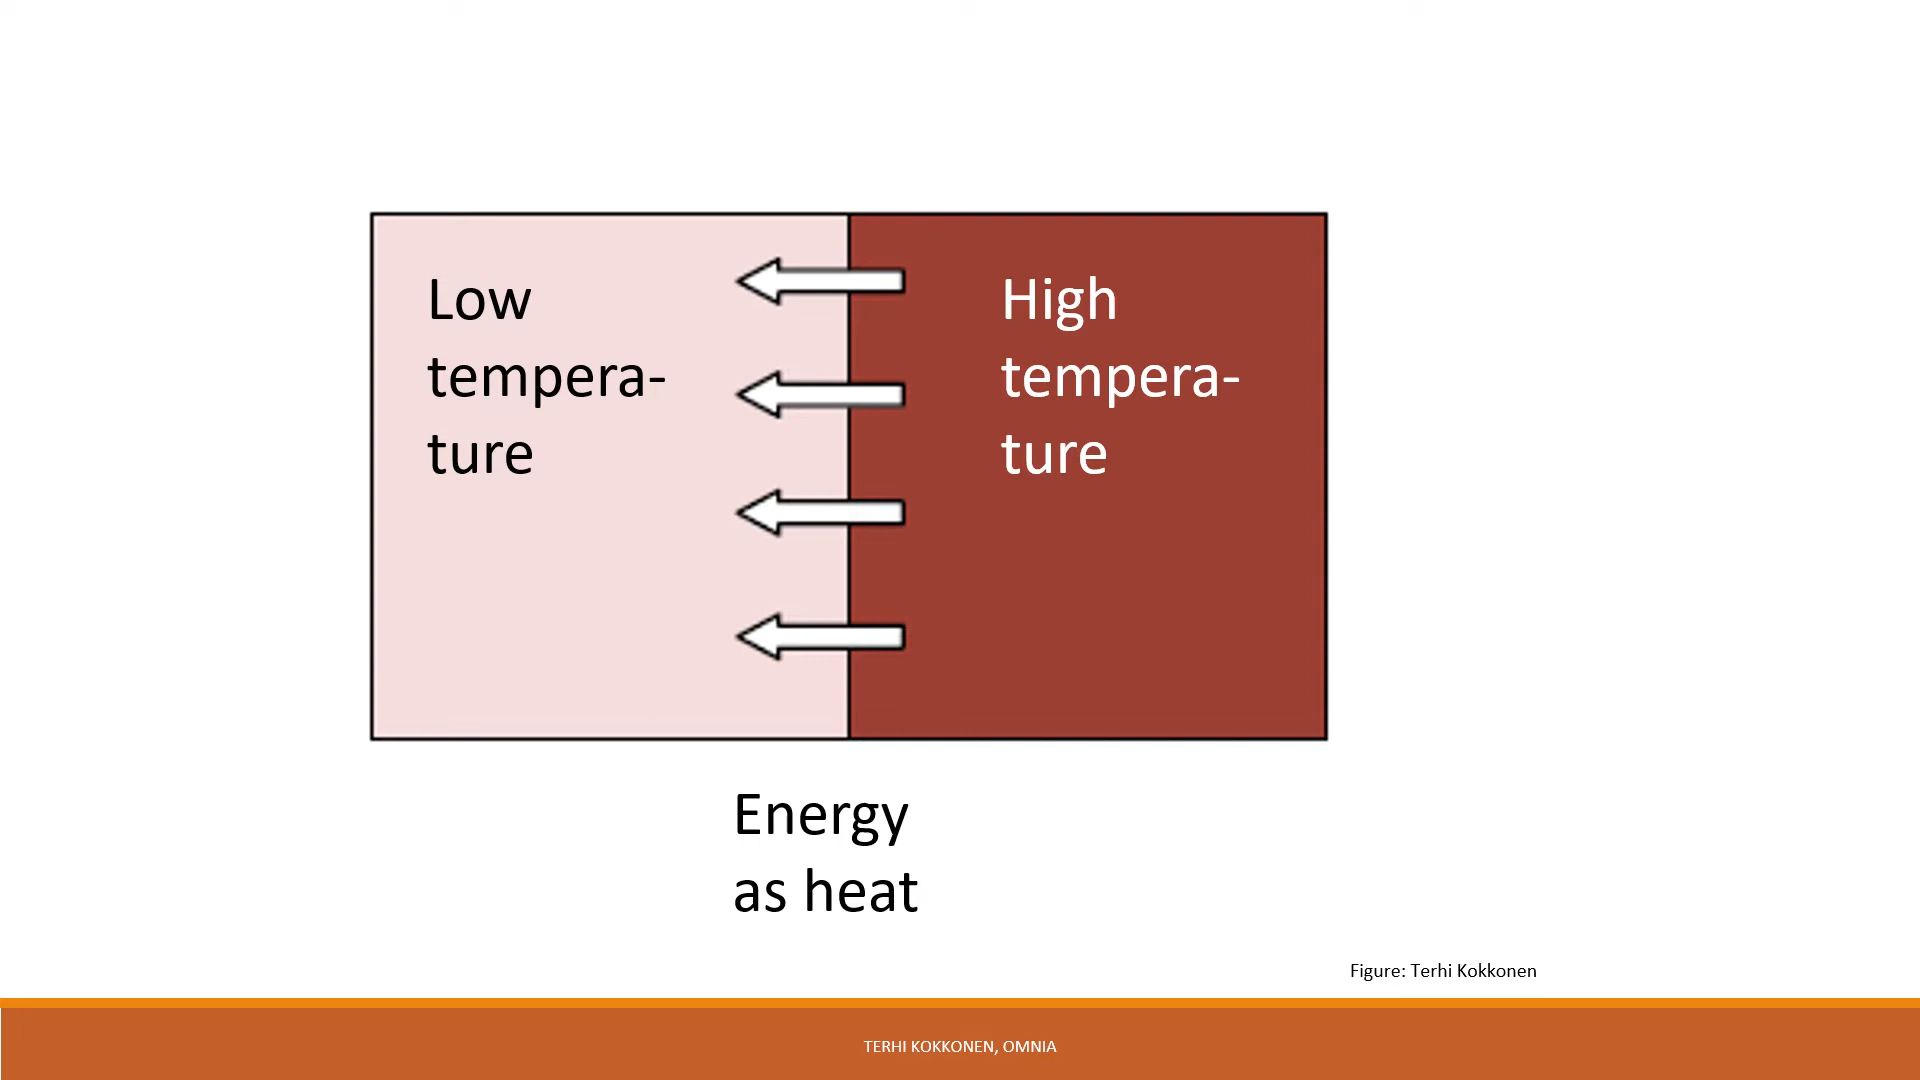 Low
tempera-
ture
High
tempera-
ture
Energy
as heat
Figure: Terhi Kokkonen
TERHI KOKKONEN, OMNIA